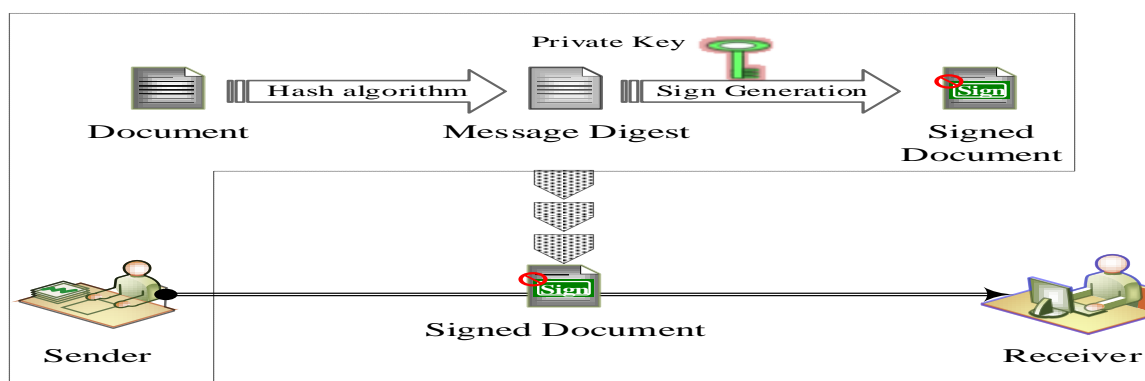 Private Key
Hash algorithm
Sign Generation
Sign
Document
Message Digest
Signed
Document
Sign
Signed Document
Sender
Receiver